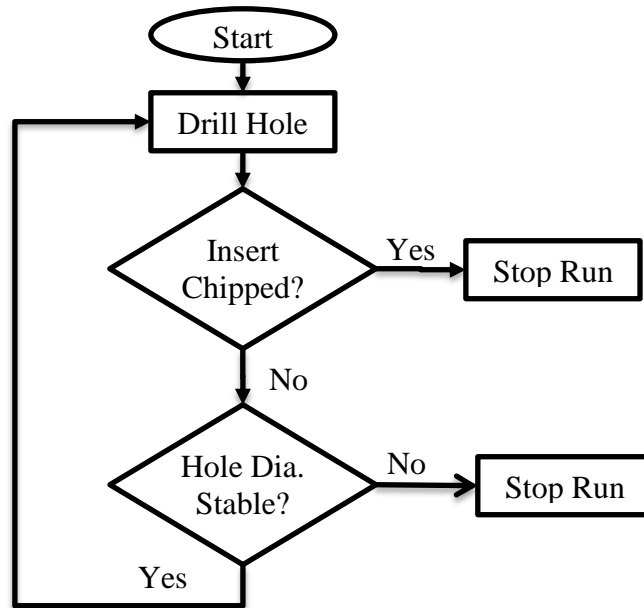 Start
Drill Hole
Insert
Chipped?
Yes
Stop Run
No
Hole Dia.
Stable?
No
Stop Run
Yes